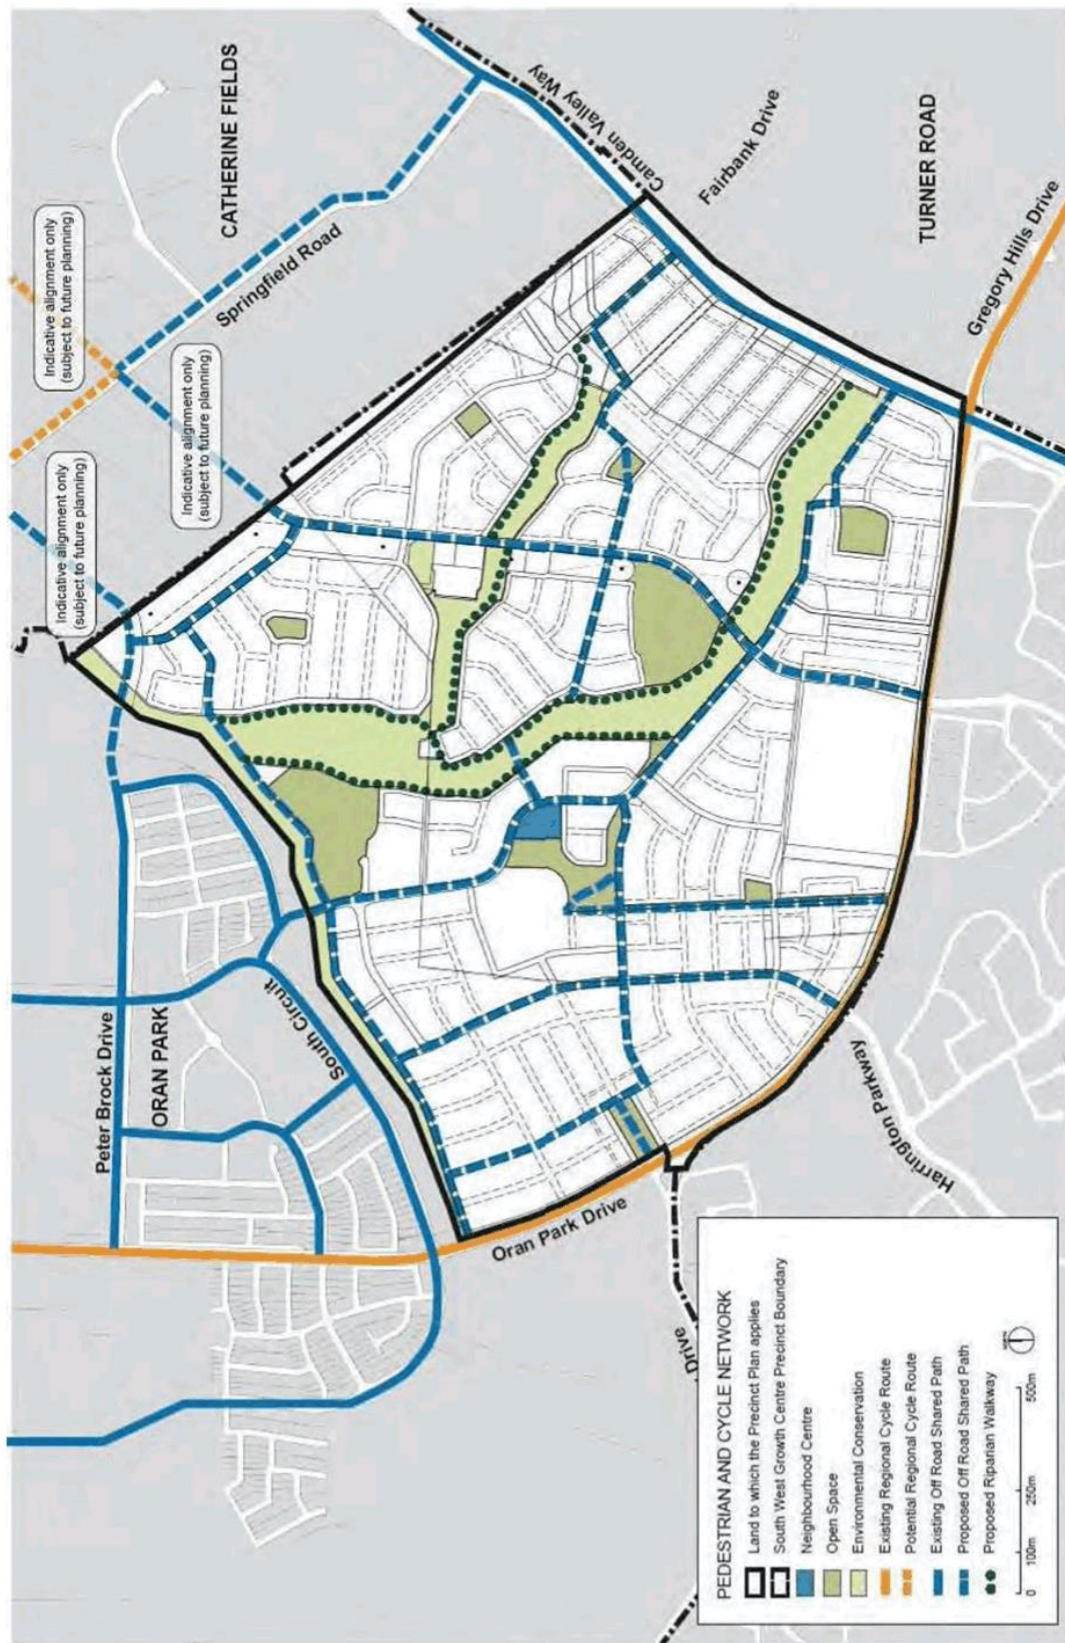 CATHERINE FIELDS
Camden Valley Way
Fairbank Drive
TURNER ROAD
Gregory Hills Drive
Springfield Road
Indicative alignment only
(subject to future planning)
Indicative alignment only
(subject to future planning)
Indicative alignment only
(subject to future planning)
Peter Brock Drive
ORAN PARK
South Circuit
Oran Park Drive
Harrington Parkway
Drive
PEDESTRIAN AND CYCLE NETWORK
Land to which the Precinct Plan applies
South West Growth Centre Precinct Boundary
Neighbourhood Centre
Open Space
Environmental Conservation
Existing Regional Cycle Route
Potential Regional Cycle Route
Existing Off Road Shared Path
Proposed Off Road Shared Path
Proposed Riparian Walkway
0 100m 250m 500m